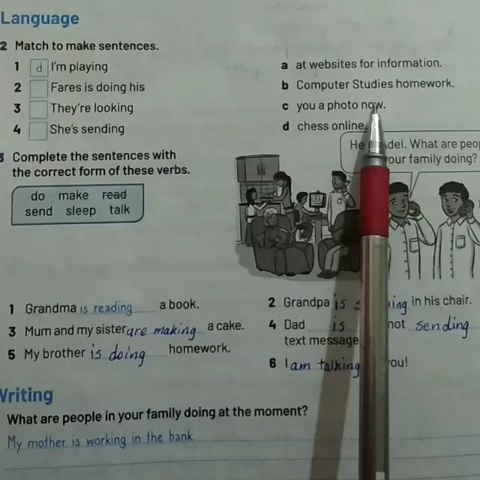 Language
2 Match to make sentences.
1 d I'm playing
2 Fares is doing his
3 They're looking
4 She's sending
a at websites for information.
b Computer Studies homework.
c you a photo now.
d chess online.
Complete the sentences with
the correct form of these verbs.
do make read
send sleep talk
He What are
your family doing?
1 Grandma is reading a book.
2 Grandpa is in his chair.
3 Mum and my sister are making a cake.
4 Dad is not sending
text message
5 My brother is doing homework.
6 I am talking you!
Writing
What are people in your family doing at the moment?
My mother is working in the bank